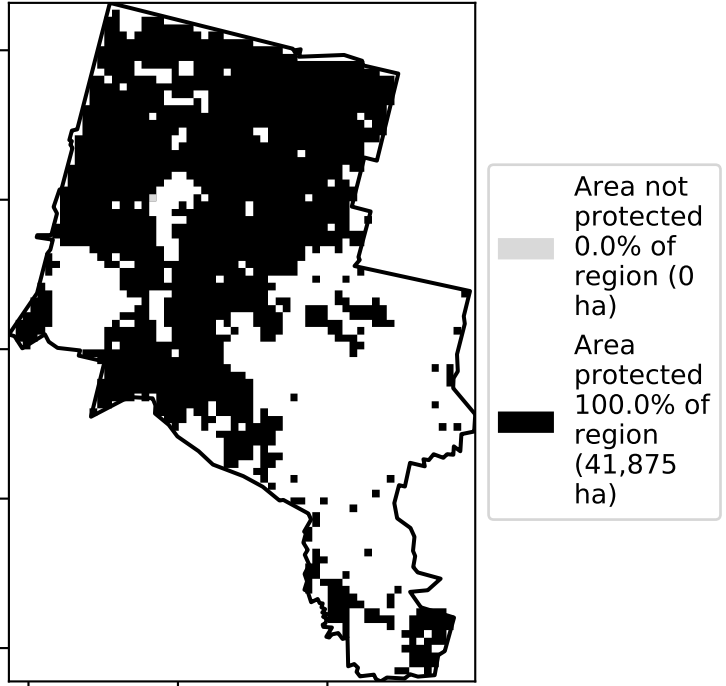 Area not
protected
0.0% of
region (0
ha)
Area
protected
100.0% of
region
(41,875
ha)